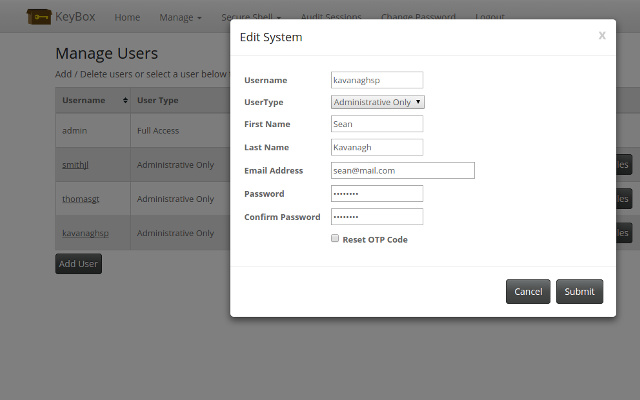 KeyBox Home Manage Secure Shell Audit Sessions Change Password Logout
Edit System x
Manage Users
Add / Delete users or select a user below
Username User Type
admin Full Access
smithjl Administrative Only
thomasgt Administrative Only
kavanaghsp Administrative Only
Add User
Username kavanaghsp
UserType Administrative Only
First Name Sean
Last Name Kavanagh
Email Address sean@mail.com
Password ••••••••
Confirm Password ••••••••
Reset OTP Code
Cancel Submit